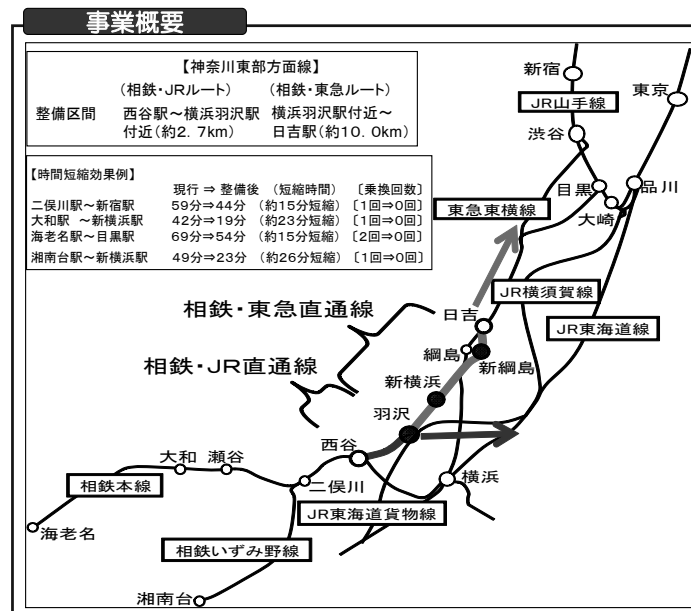 事業概要
【神奈川東部方面線】
(相鉄・JRルート) (相鉄・東急ルート)
整備区間 西谷駅～横浜羽沢駅 横浜羽沢駅付近～
付近(約2.7km) 日吉駅(約10.0km)
【時間短縮効果例】
現行 ⇒ 整備後 (短縮時間) 〔乗換回数〕
二俣川駅～新宿駅 59分⇒44分 (約15分短縮) 〔1回⇒0回〕
大和駅 ～新横浜駅 42分⇒19分 (約23分短縮) 〔1回⇒0回〕
海老名駅～目黒駅 69分⇒54分 (約15分短縮) 〔2回⇒0回〕
湘南台駅～新横浜駅 49分⇒23分 (約26分短縮) 〔1回⇒0回〕
新宿
東京
JR山手線
渋谷
目黒
品川
大崎
東急東横線
JR横須賀線
相鉄・東急直通線
日吉
JR東海道線
綱島
新綱島
相鉄・JR直通線
新横浜
羽沢
西谷
大和 瀬谷
横浜
二俣川
相鉄本線
JR東海道貨物線
海老名
相鉄いずみ野線
湘南台